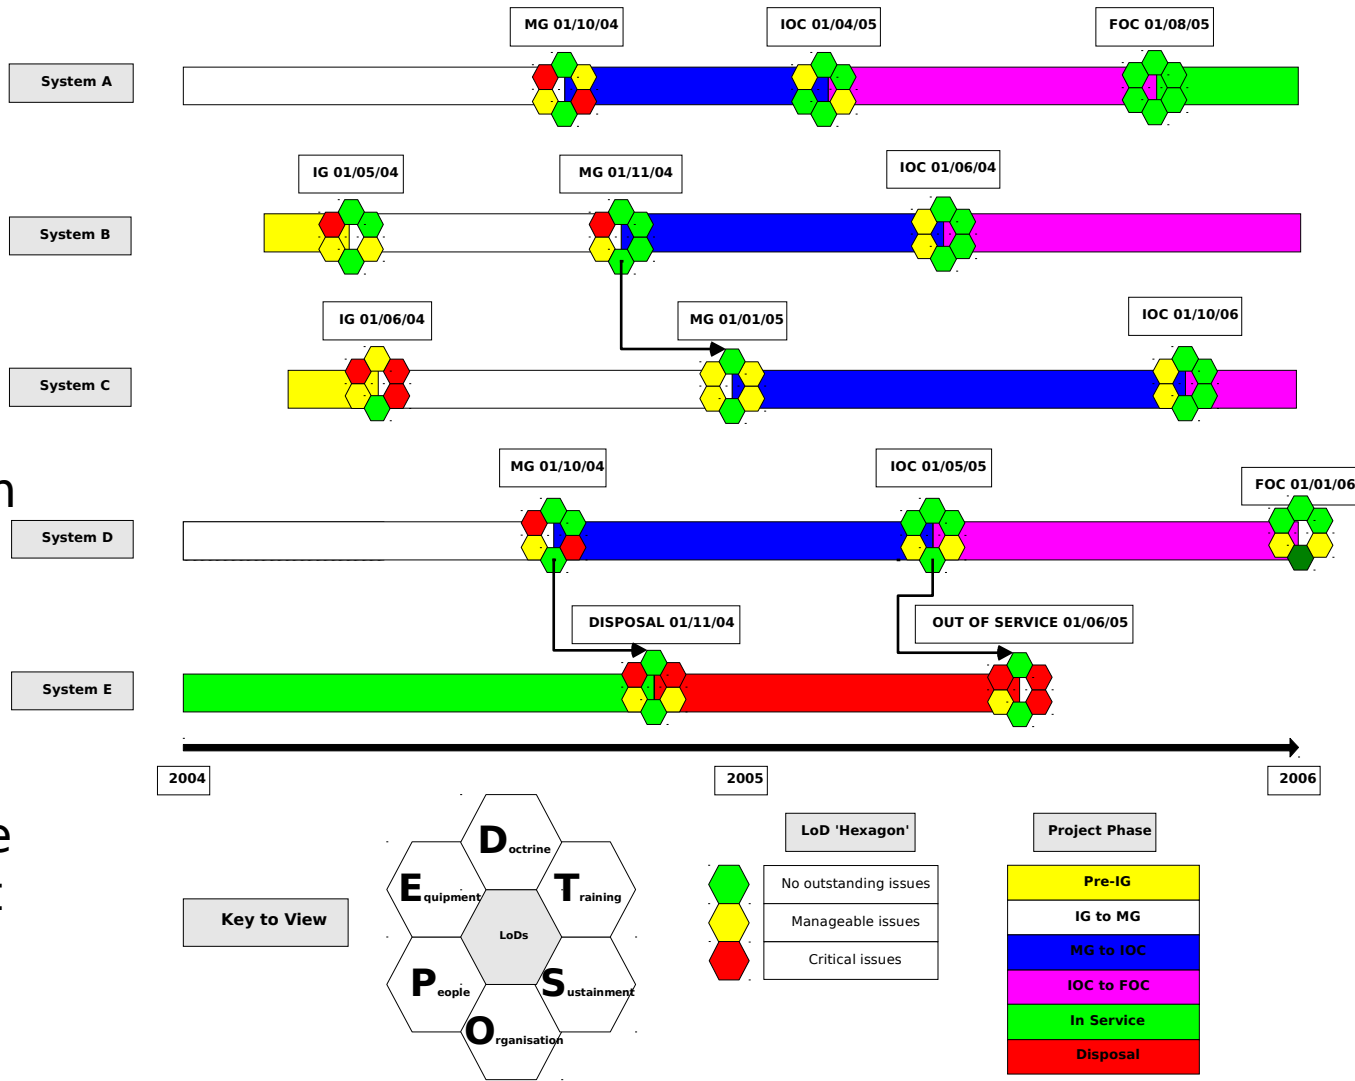 MG 01/10/04
IOC 01/04/05
FOC 01/08/05
System A
IG 01/05/04
MG 01/11/04
IOC 01/06/04
System B
IG 01/06/04
MG 01/01/05
IOC 01/10/06
System C
MG 01/10/04
IOC 01/05/05
FOC 01/01/06
n
System D
DISPOSAL 01/11/04
OUT OF SERVICE 01/06/05
System E
2004
2005
2006
e
t
Key to View
Doctrine
Equipment
Training
LoDs
People
Sustainment
Organisation
LoD 'Hexagon'
No outstanding issues
Manageable issues
Critical issues
Project Phase
Pre-IG
IG to MG
MG to IOC
IOC to FOC
In Service
Disposal